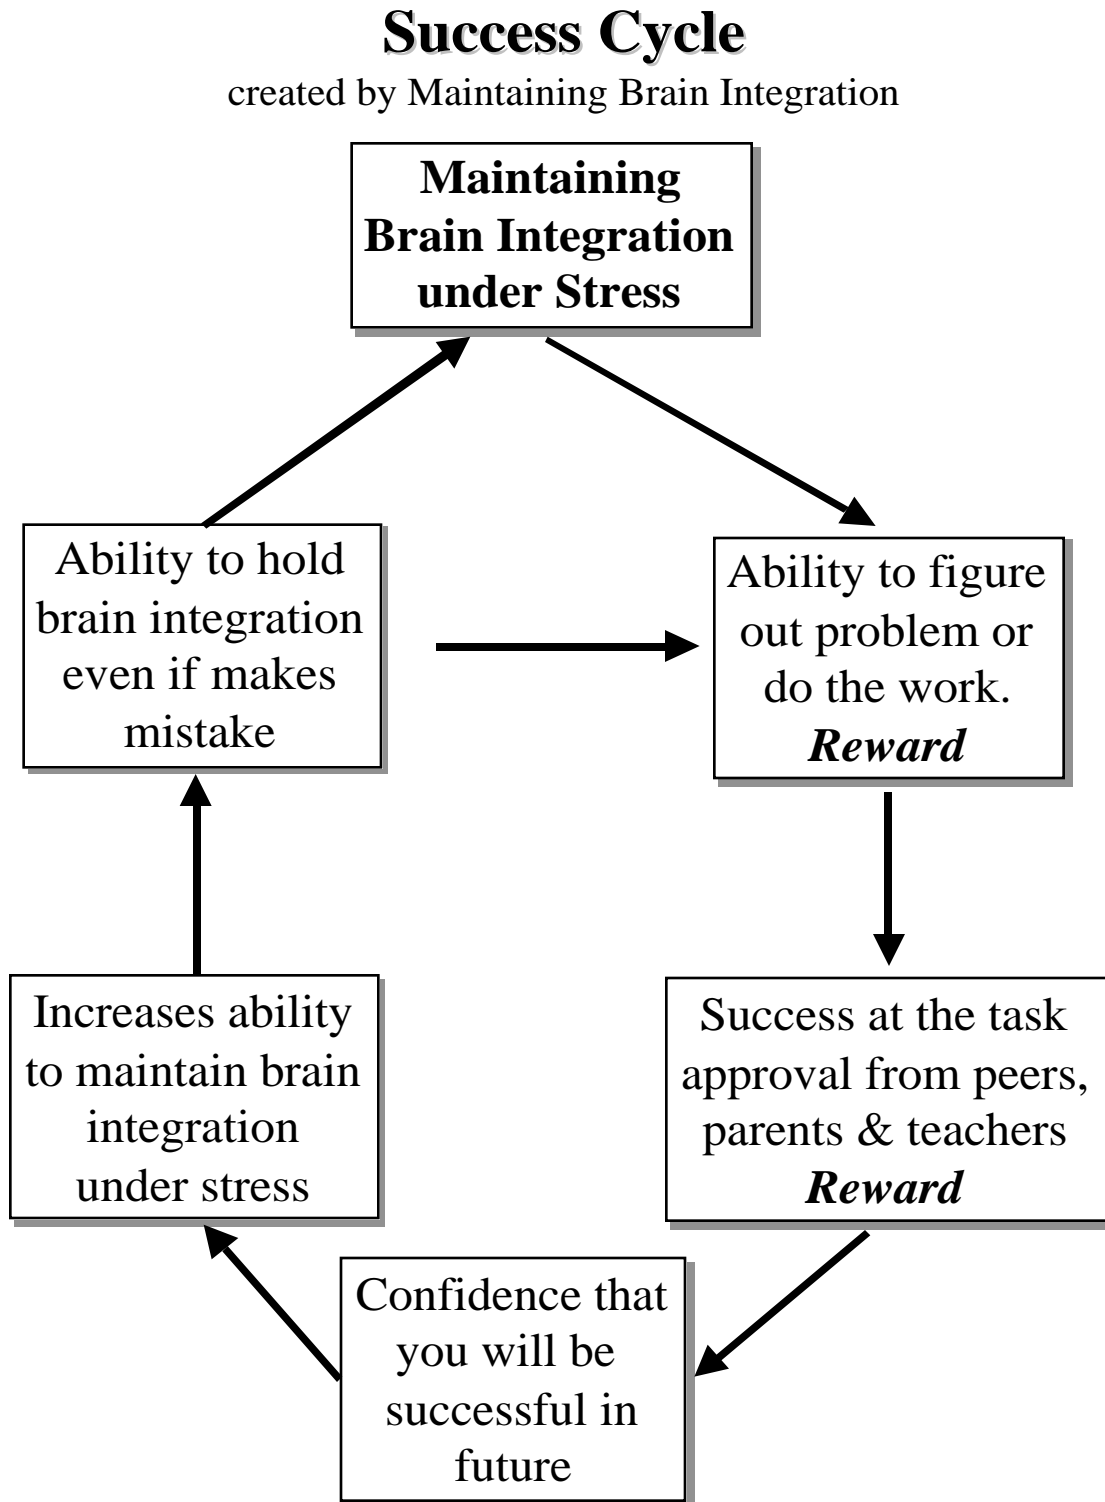 Success Cycle
created by Maintaining Brain Integration
Maintaining
Brain Integration
under Stress
Ability to hold
brain integration
even if makes
mistake
Ability to figure
out problem or
do the work.
Reward
Increases ability
to maintain brain
integration
under stress
Success at the task
approval from peers,
parents & teachers
Reward
Confidence that
you will be
successful in
future